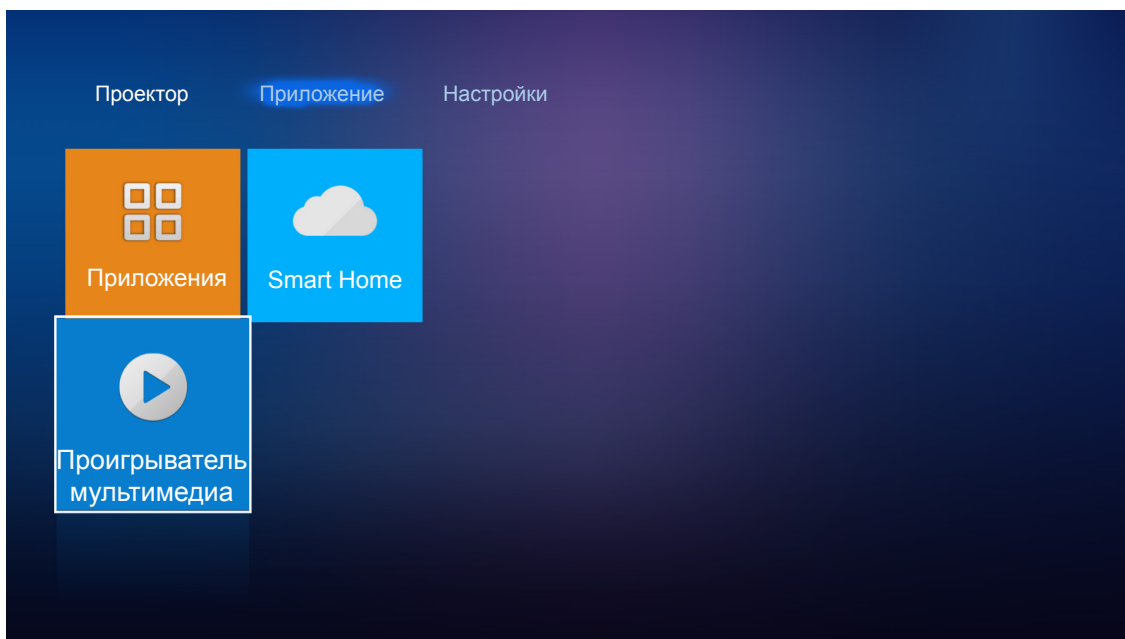 Проектор Приложение Настройки
Приложения Smart Home
Проигрыватель
мультимедиа